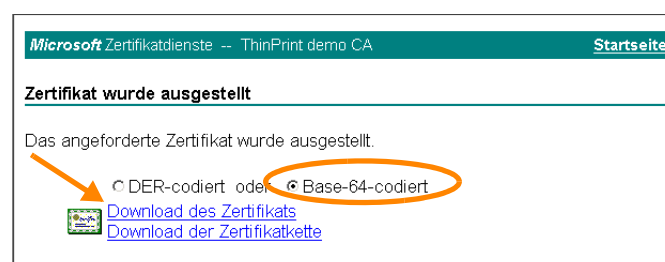 Microsoft Zertifikatdienste -- ThinPrint demo CA Startseite
Zertifikat wurde ausgestellt
Das angeforderte Zertifikat wurde ausgestellt.
DER-codiert oder Base-64-codiert
Download des Zertifikats
Download der Zertifikatkette